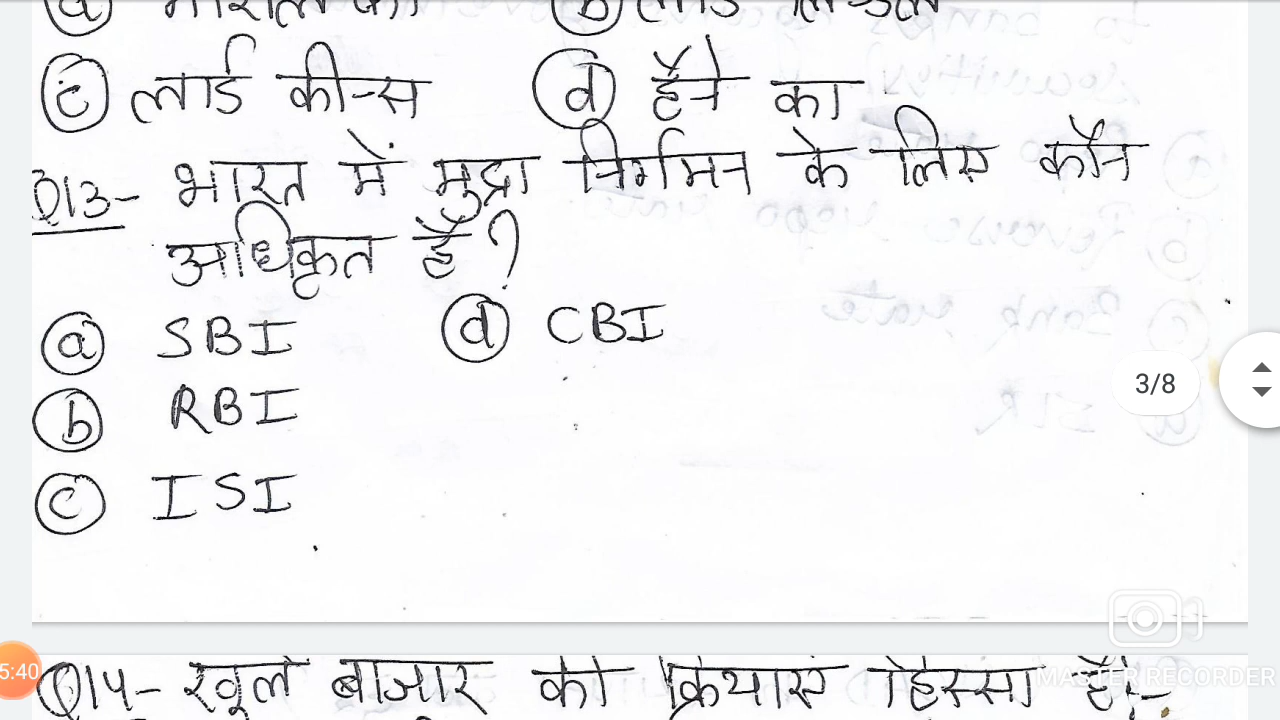 c लार्ड कीन्स d हैने का
Q13- भारत में मुद्रा निर्गमन के लिए कौन
अधिकृत है?
a SBI d CBI
b RBI
3/8
c ISI
5:40
MASTER RECORDER
Q14- खुले बाजार की क्रियाएं हिस्सा है:-